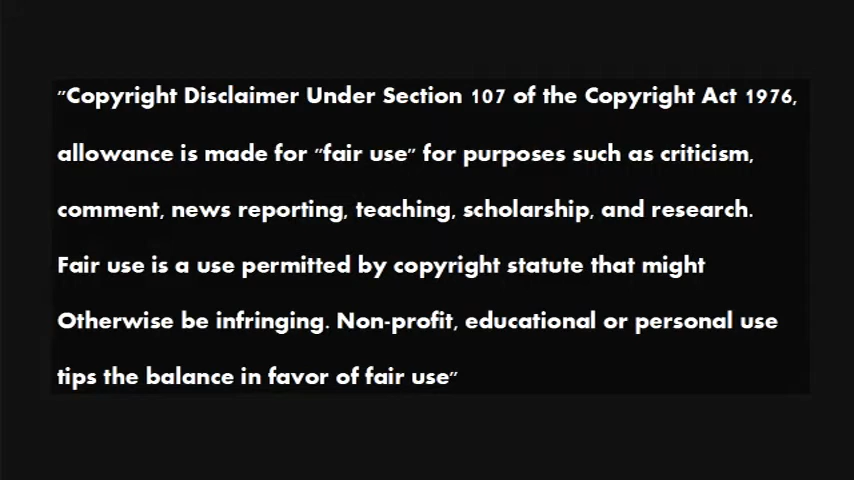 "Copyright Disclaimer Under Section 107 of the Copyright Act 1976,
allowance is made for "fair use" for purposes such as criticism,
comment, news reporting, teaching, scholarship, and research.
Fair use is a use permitted by copyright statute that might
Otherwise be infringing. Non-profit, educational or personal use
tips the balance in favor of fair use"